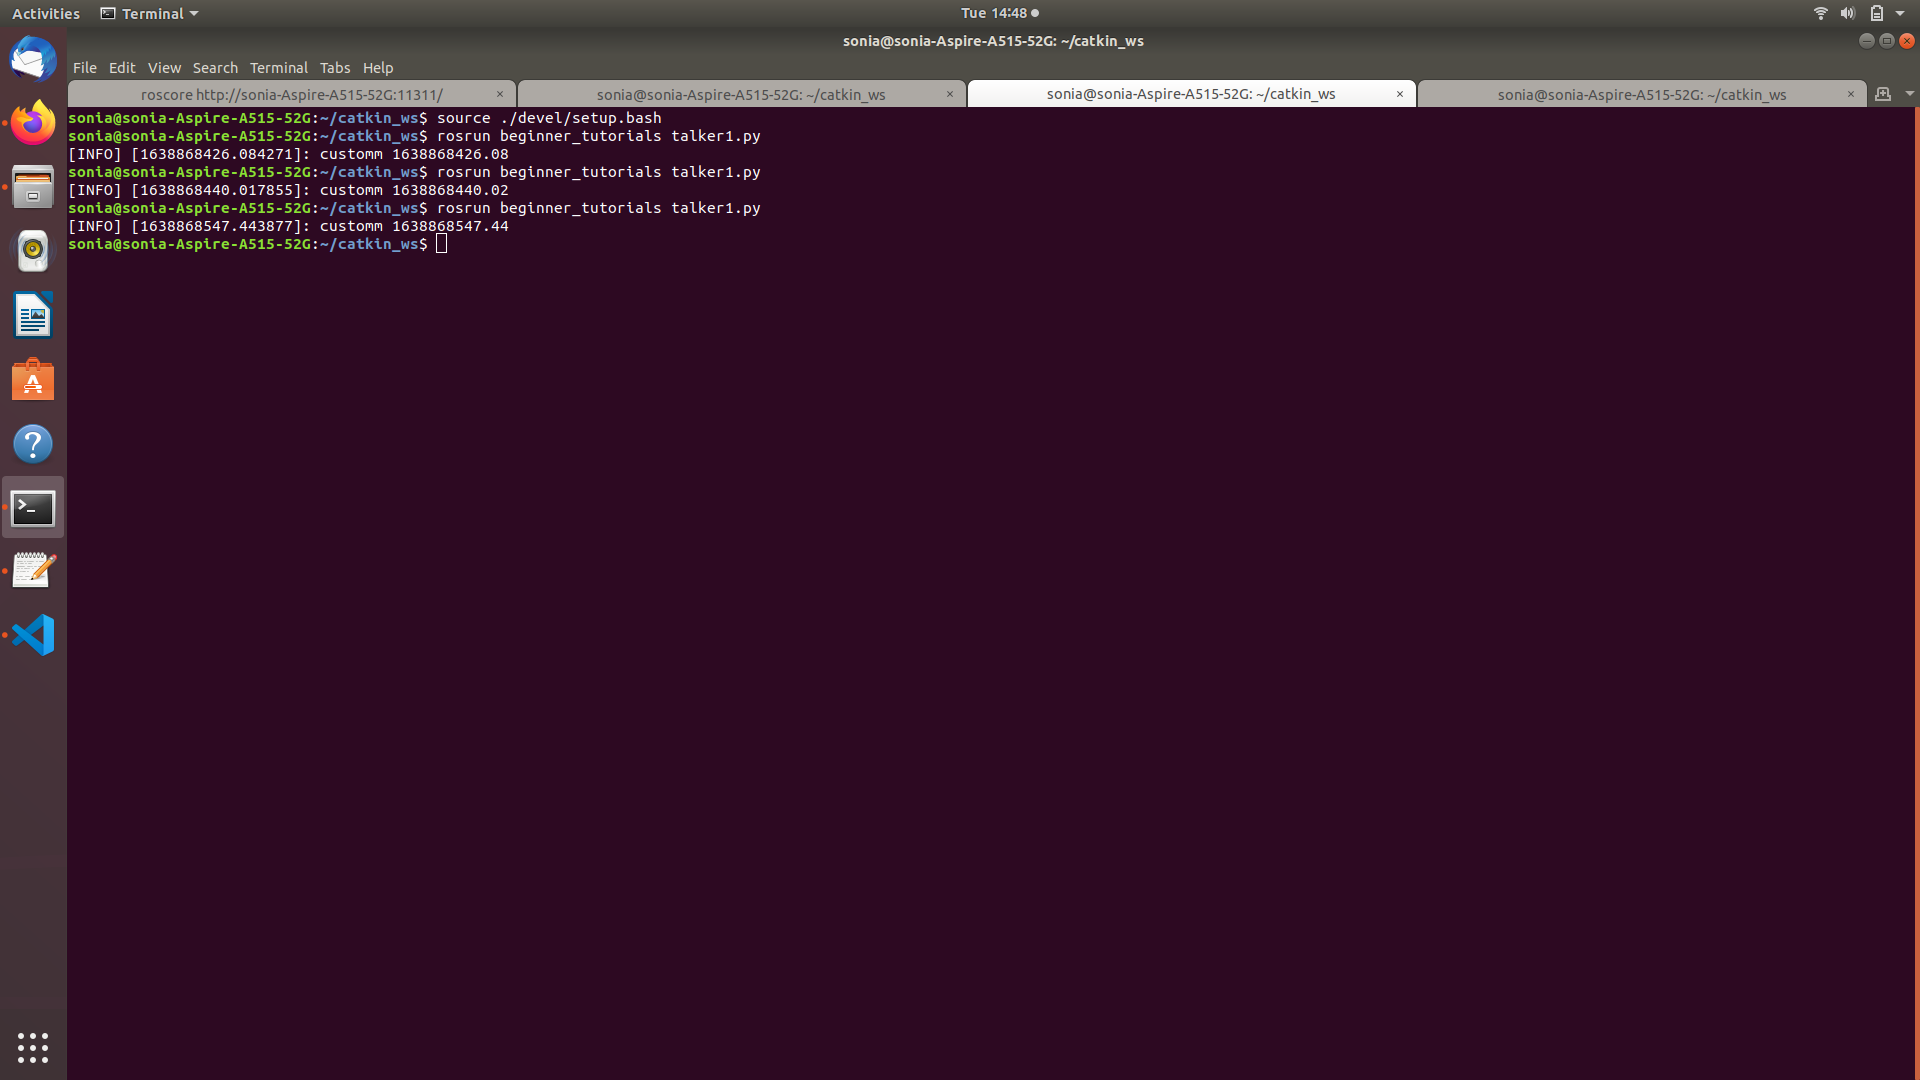 Activities Terminal Tue 14:48
sonia@sonia-Aspire-A515-52G: ~/catkin_ws
File Edit View Search Terminal Tabs Help
roscore http://sonia-Aspire-A515-52G:11311/ × sonia@sonia-Aspire-A515-52G: ~/catkin_ws × sonia@sonia-Aspire-A515-52G: ~/catkin_ws × sonia@sonia-Aspire-A515-52G: ~/catkin_ws ×
sonia@sonia-Aspire-A515-52G:~/catkin_ws$ source ./devel/setup.bash
sonia@sonia-Aspire-A515-52G:~/catkin_ws$ rosrun beginner_tutorials talker1.py
[INFO] [1638868426.084271]: customm 1638868426.08
sonia@sonia-Aspire-A515-52G:~/catkin_ws$ rosrun beginner_tutorials talker1.py
[INFO] [1638868440.017855]: customm 1638868440.02
sonia@sonia-Aspire-A515-52G:~/catkin_ws$ rosrun beginner_tutorials talker1.py
[INFO] [1638868547.443877]: customm 1638868547.44
sonia@sonia-Aspire-A515-52G:~/catkin_ws$